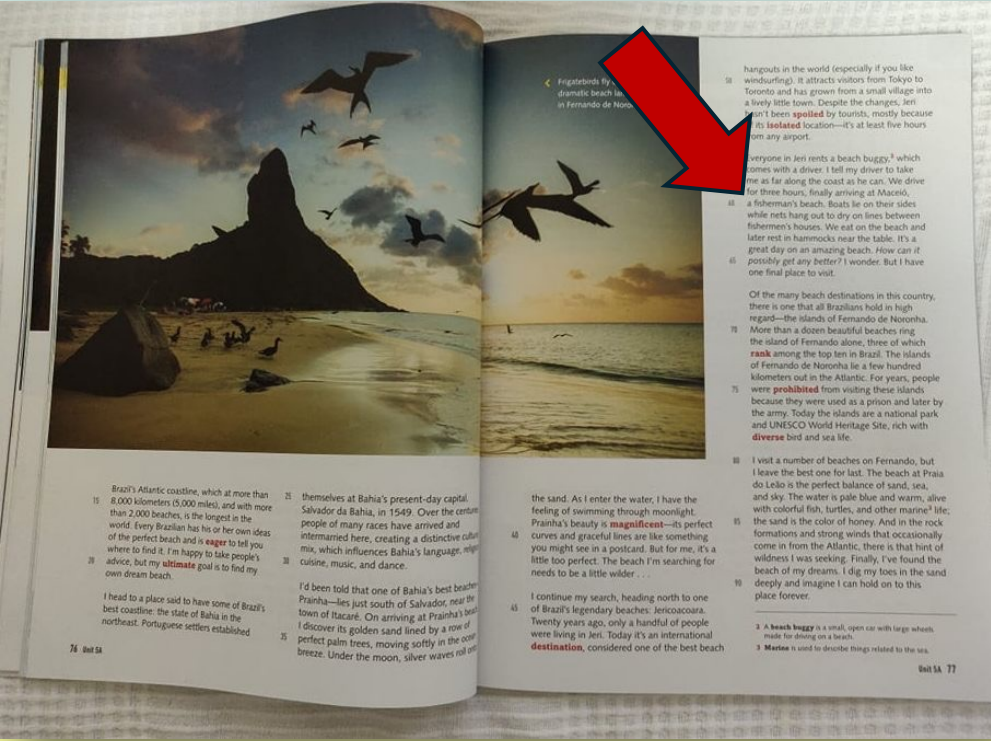 Frigatebirds fly
dramatic beach
in Fernando de
Brazil's Atlantic coastline, which at more than
15 8,000 kilometers (5,000 miles), and with more
than 2,000 beaches, is the longest in the
world. Every Brazilian has his or her own ideas
of the perfect beach and is eager to tell you
where to find it. I'm happy to take people's
20 advice, but my ultimate goal is to find my
own dream beach.
I head to a place said to have some of Brazil's
best coastline: the state of Bahia in the
northeast. Portuguese settlers established
76 Unit 5A
25 themselves at Bahia's present-day capital,
Salvador da Bahia, in 1549. Over the
people of many races have arrived and
intermarried here, creating a distinctive
mix, which influences Bahia's language,
30 cuisine, music, and dance.
I'd been told that one of Bahia's best
Prainha—lies just south of Salvador, near the
town of Itacaré. On arriving at Prainha's
I discover its golden sand lined by a row of
35 perfect palm trees, moving softly in the
breeze. Under the moon, silver waves roll
the sand. As I enter the water, I have the
feeling of swimming through moonlight.
Prainha's beauty is magnificent—its perfect
40 curves and graceful lines are like something
you might see in a postcard. But for me, it's a
little too perfect. The beach I'm searching for
needs to be a little wilder . . .
I continue my search, heading north to one
45 of Brazil's legendary beaches: Jericoacoara.
Twenty years ago, only a handful of people
were living in Jeri. Today it's an international
destination, considered one of the best beach
hangouts in the world (especially if you like
50 windsurfing). It attracts visitors from Tokyo to
Toronto and has grown from a small village into
a lively little town. Despite the changes, Jeri
been spoiled by tourists, mostly because
its isolated location—it's at least five hours
from any airport.
Everyone in Jeri rents a beach buggy,² which
comes with a driver. I tell my driver to take
me as far along the coast as he can. We drive
for three hours, finally arriving at Maceió,
60 a fisherman's beach. Boats lie on their sides
while nets hang out to dry on lines between
fishermen's houses. We eat on the beach and
later rest in hammocks near the table. It's a
great day on an amazing beach. How can it
65 possibly get any better? I wonder. But I have
one final place to visit.
Of the many beach destinations in this country,
there is one that all Brazilians hold in high
regard—the islands of Fernando de Noronha.
70 More than a dozen beautiful beaches ring
the island of Fernando alone, three of which
rank among the top ten in Brazil. The islands
of Fernando de Noronha lie a few hundred
kilometers out in the Atlantic. For years, people
75 were prohibited from visiting these islands
because they were used as a prison and later by
the army. Today the islands are a national park
and UNESCO World Heritage Site, rich with
diverse bird and sea life.
80 I visit a number of beaches on Fernando, but
I leave the best one for last. The beach at Praia
do Leão is the perfect balance of sand, sea,
and sky. The water is pale blue and warm, alive
with colorful fish, turtles, and other marine³ life;
85 the sand is the color of honey. And in the rock
formations and strong winds that occasionally
come in from the Atlantic, there is that hint of
wildness I was seeking. Finally, I've found the
beach of my dreams. I dig my toes in the sand
90 deeply and imagine I can hold on to this
place forever.
2 A beach buggy is a small, open car with large wheels
made for driving on a beach.
3 Marine is used to describe things related to the sea.
Unit 5A 77